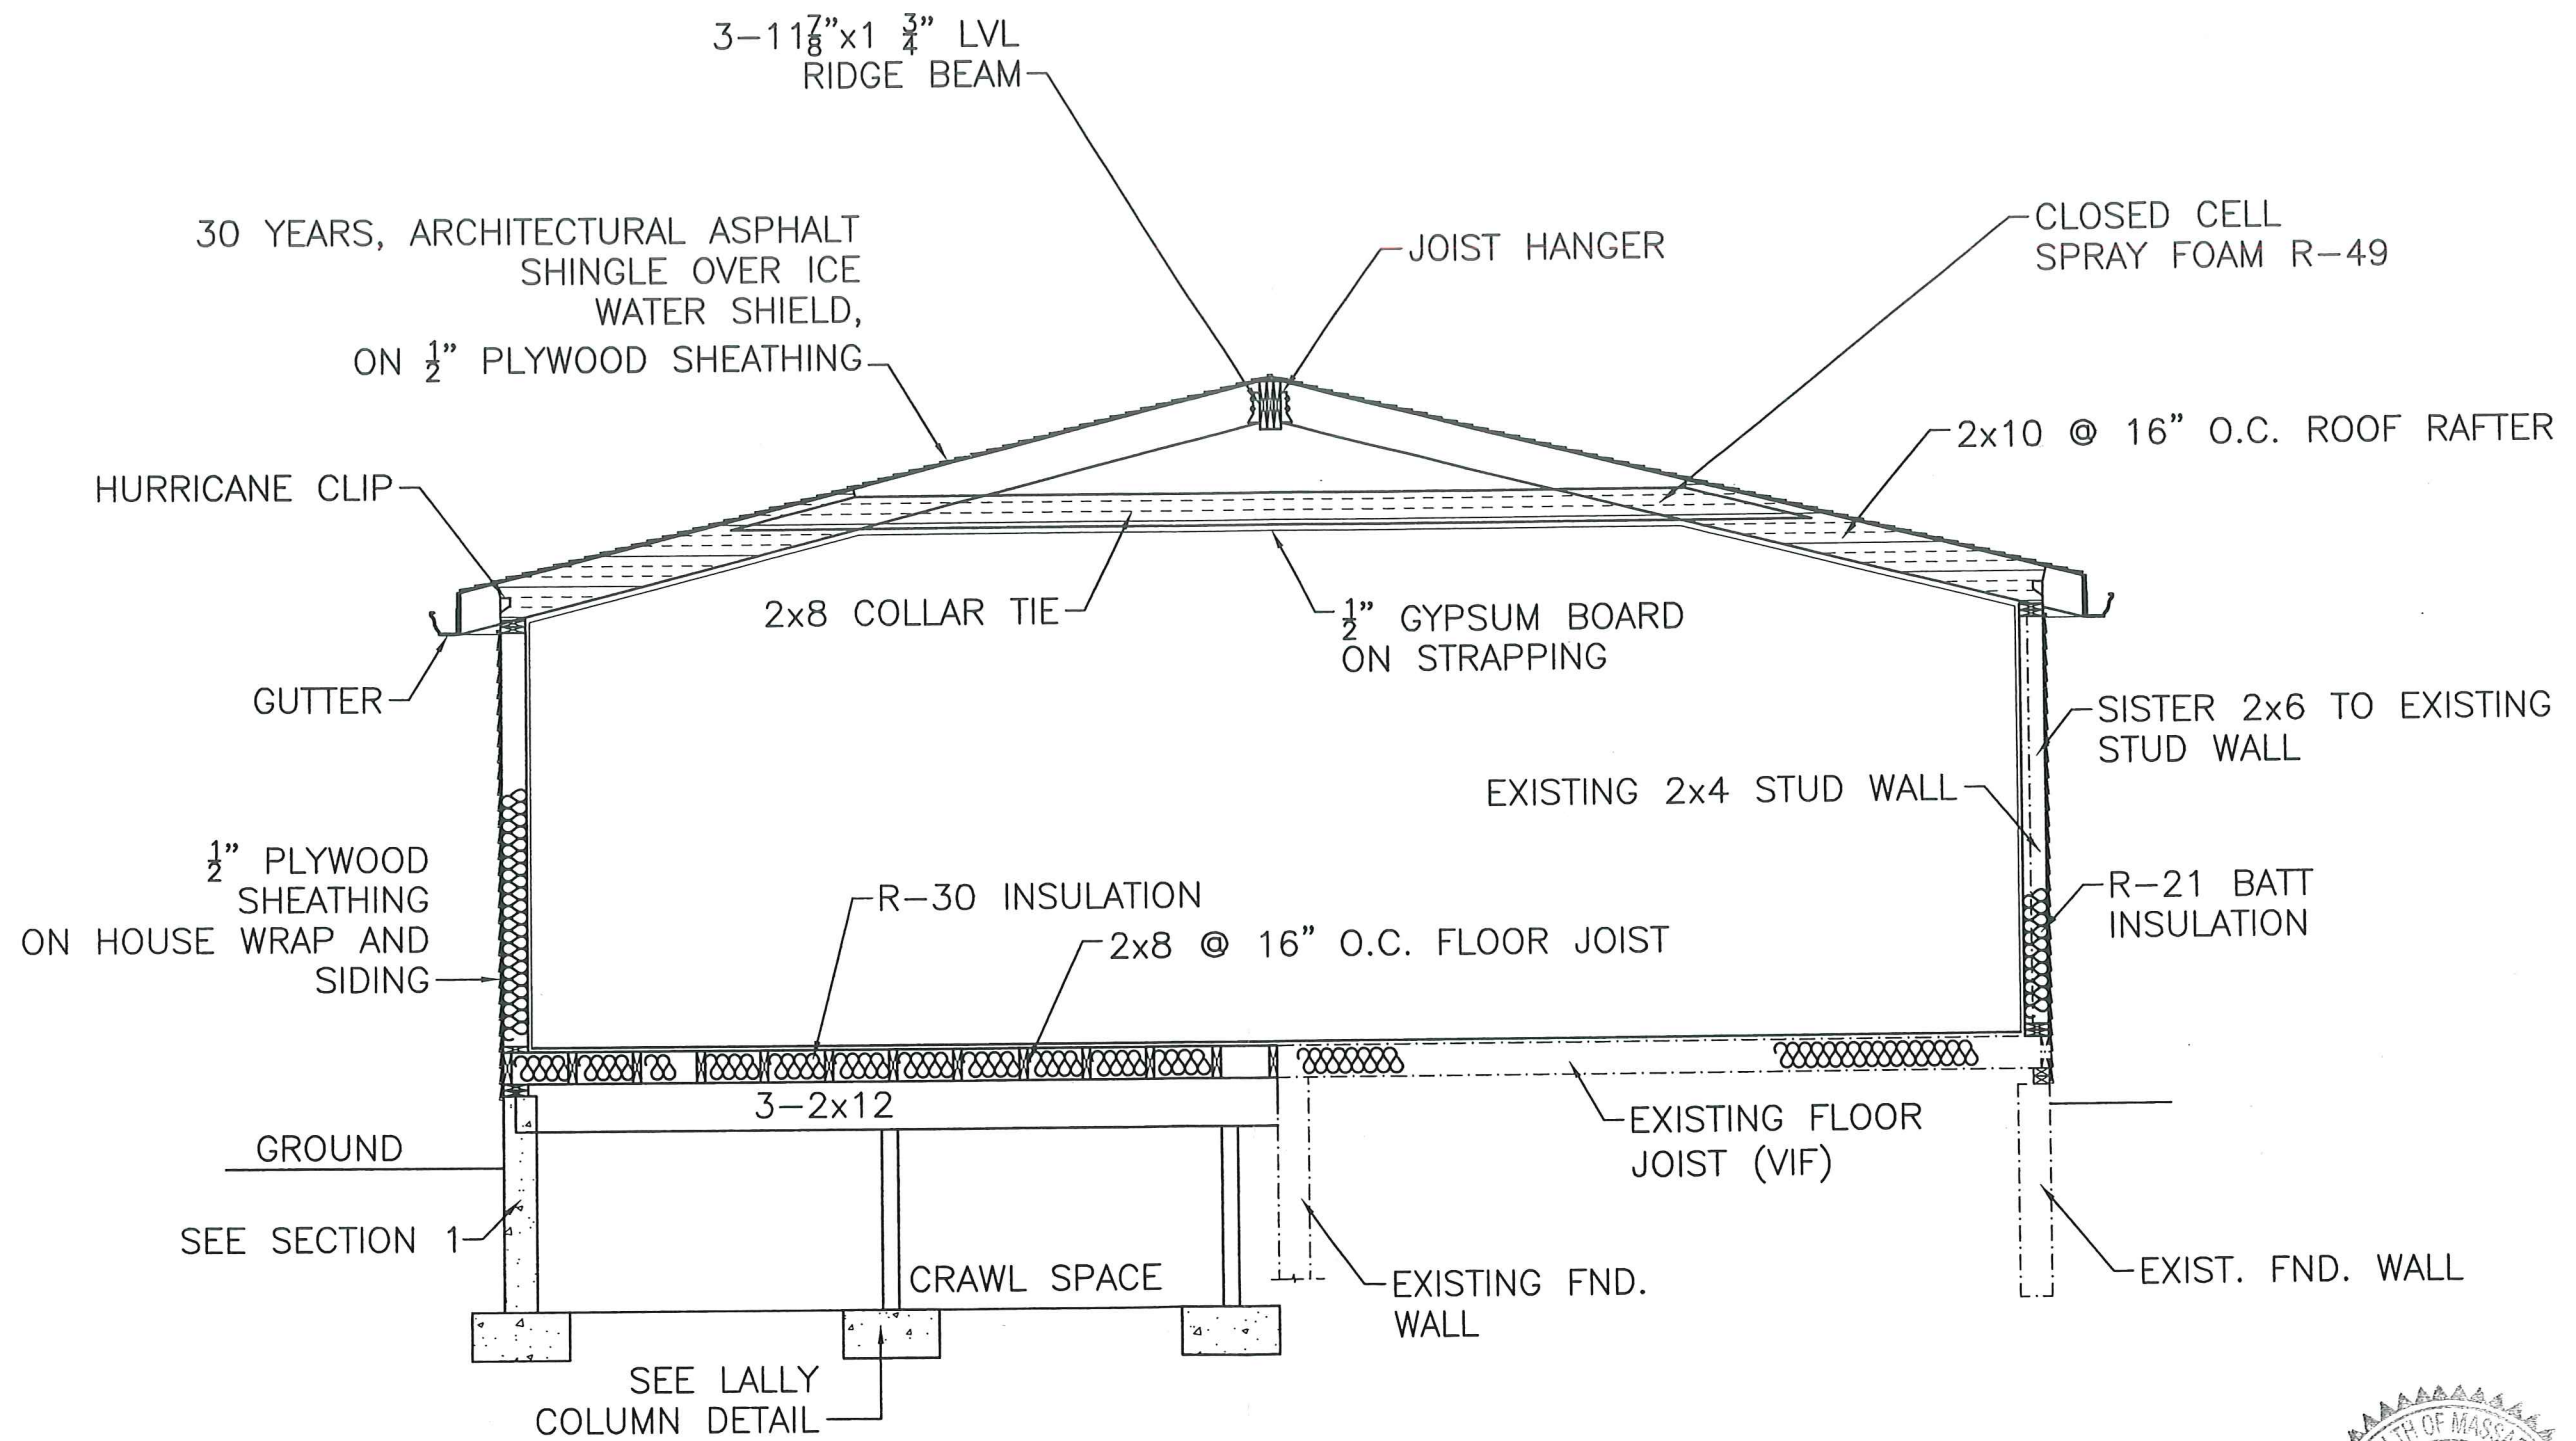 3-11 7/8"x1 3/4" LVL
RIDGE BEAM
30 YEARS, ARCHITECTURAL ASPHALT
SHINGLE OVER ICE
WATER SHIELD,
ON 1/2" PLYWOOD SHEATHING
JOIST HANGER
CLOSED CELL
SPRAY FOAM R-49
2x10 @ 16" O.C. ROOF RAFTER
HURRICANE CLIP
2x8 COLLAR TIE
1/2" GYPSUM BOARD
ON STRAPPING
GUTTER
SISTER 2x6 TO EXISTING
STUD WALL
EXISTING 2x4 STUD WALL
1/2" PLYWOOD
SHEATHING
ON HOUSE WRAP AND
SIDING
R-30 INSULATION
2x8 @ 16" O.C. FLOOR JOIST
R-21 BATT
INSULATION
3-2x12
GROUND
EXISTING FLOOR
JOIST (VIF)
SEE SECTION 1
CRAWL SPACE
EXISTING FND.
WALL
EXIST. FND. WALL
SEE LALLY
COLUMN DETAIL
OF